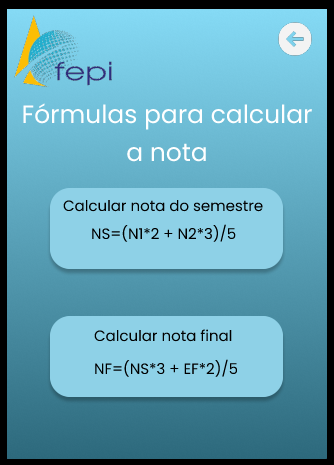 fepi
Fórmulas para calcular
a nota
Calcular nota do semestre
NS=(N1*2 + N2*3)/5
Calcular nota final
NF=(NS*3 + EF*2)/5